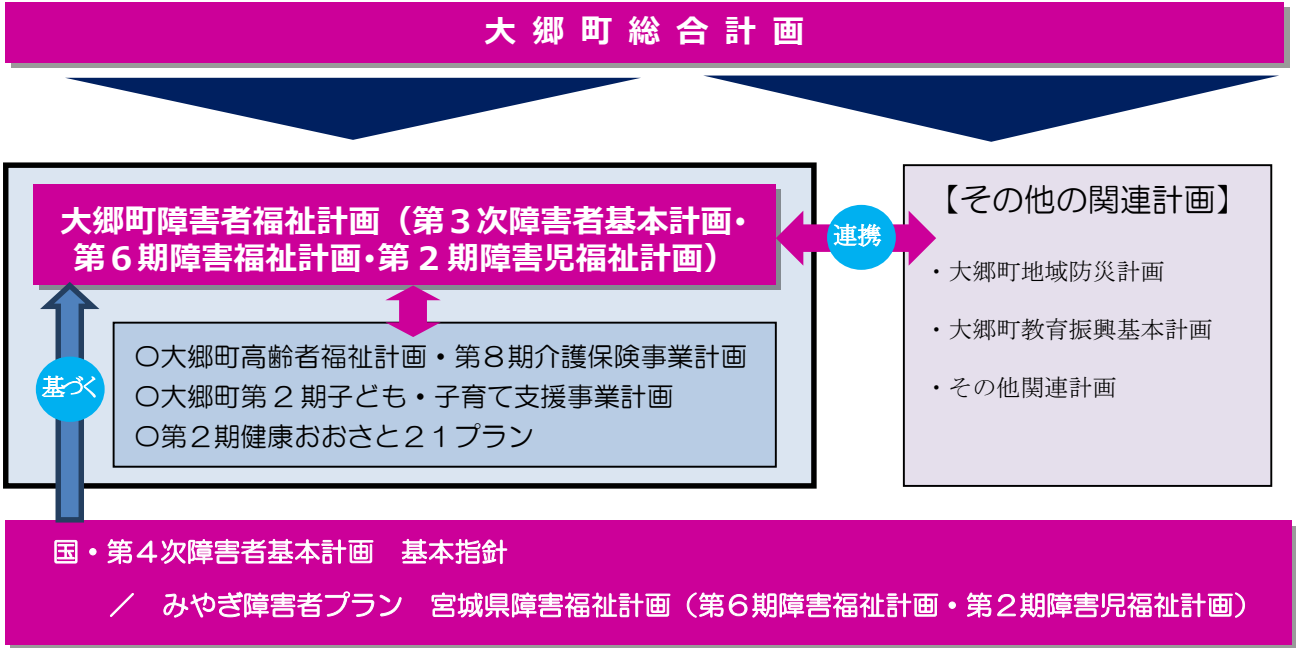 大郷町総合計画
大郷町障害者福祉計画（第３次障害者基本計画・
第６期障害福祉計画・第２期障害児福祉計画）
連携
【その他の関連計画】
・大郷町地域防災計画
・大郷町教育振興基本計画
・その他関連計画
基づく
〇大郷町高齢者福祉計画・第８期介護保険事業計画
〇大郷町第２期子ども・子育て支援事業計画
〇第２期健康おおさと２１プラン
国・第４次障害者基本計画　基本指針
／　みやぎ障害者プラン　宮城県障害福祉計画（第６期障害福祉計画・第２期障害児福祉計画）